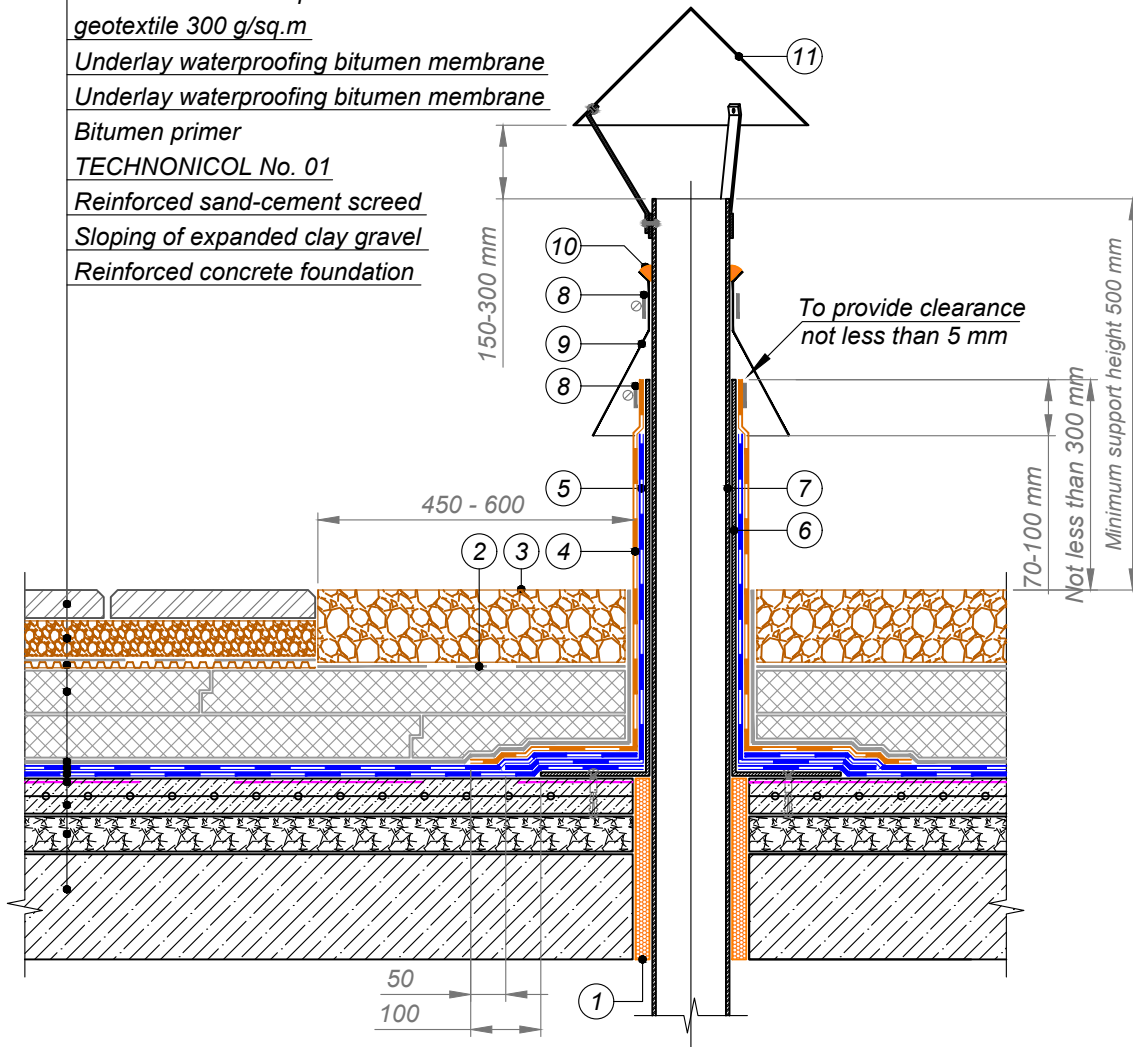 geotextile 300 g/sq.m
Underlay waterproofing bitumen membrane
Underlay waterproofing bitumen membrane
Bitumen primer
TECHNONICOL No. 01
Reinforced sand-cement screed
Sloping of expanded clay gravel
Reinforced concrete foundation
11
150-300 mm
10
8
9
8
To provide clearance
not less than 5 mm
Minimum support height 500 mm
Not less than 300 mm
70-100 mm
5
7
450 - 600
6
2
3
4
50
100
1